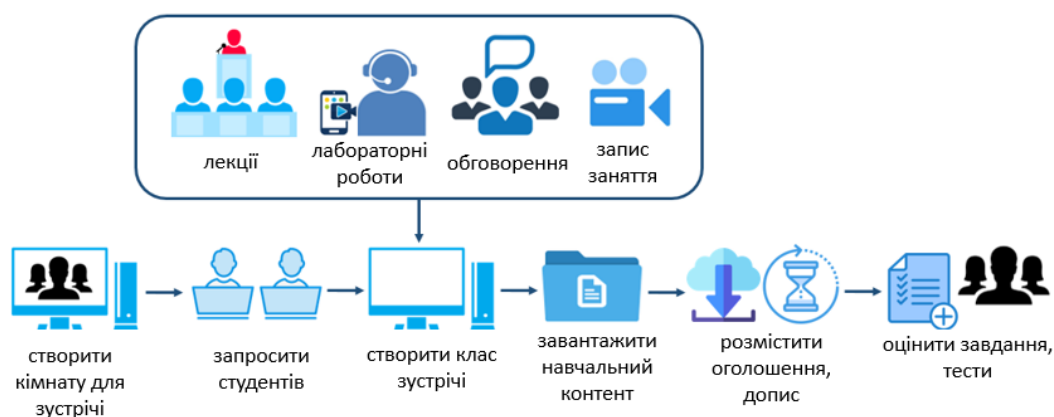 лекції
лабораторні
роботи
обговорення
запис
заняття
створити
кімнату для
зустрічі
запросити
студентів
створити клас
зустрічі
завантажити
навчальний
контент
розмістити
оголошення,
допис
оцінити завдання,
тести